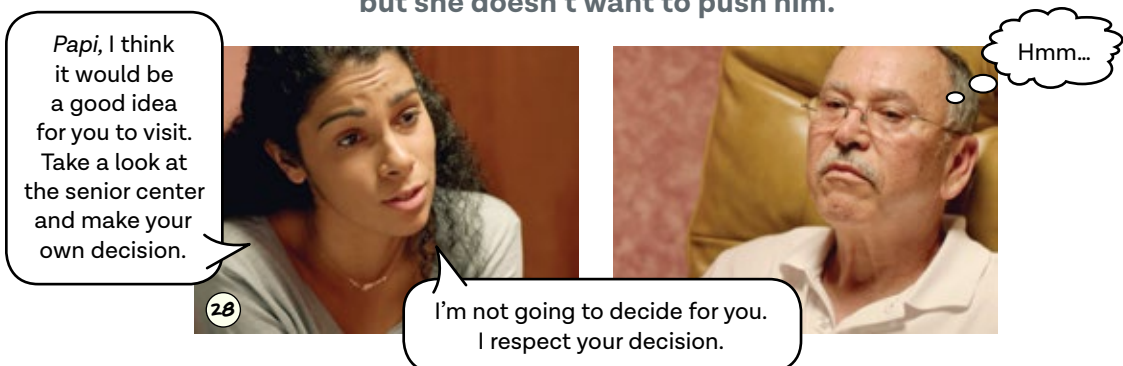 but she doesn't want to push him.
Papi, I think
it would be
a good idea
for you to visit.
Take a look at
the senior center
and make your
own decision.
Hmm...
28
I'm not going to decide for you.
I respect your decision.